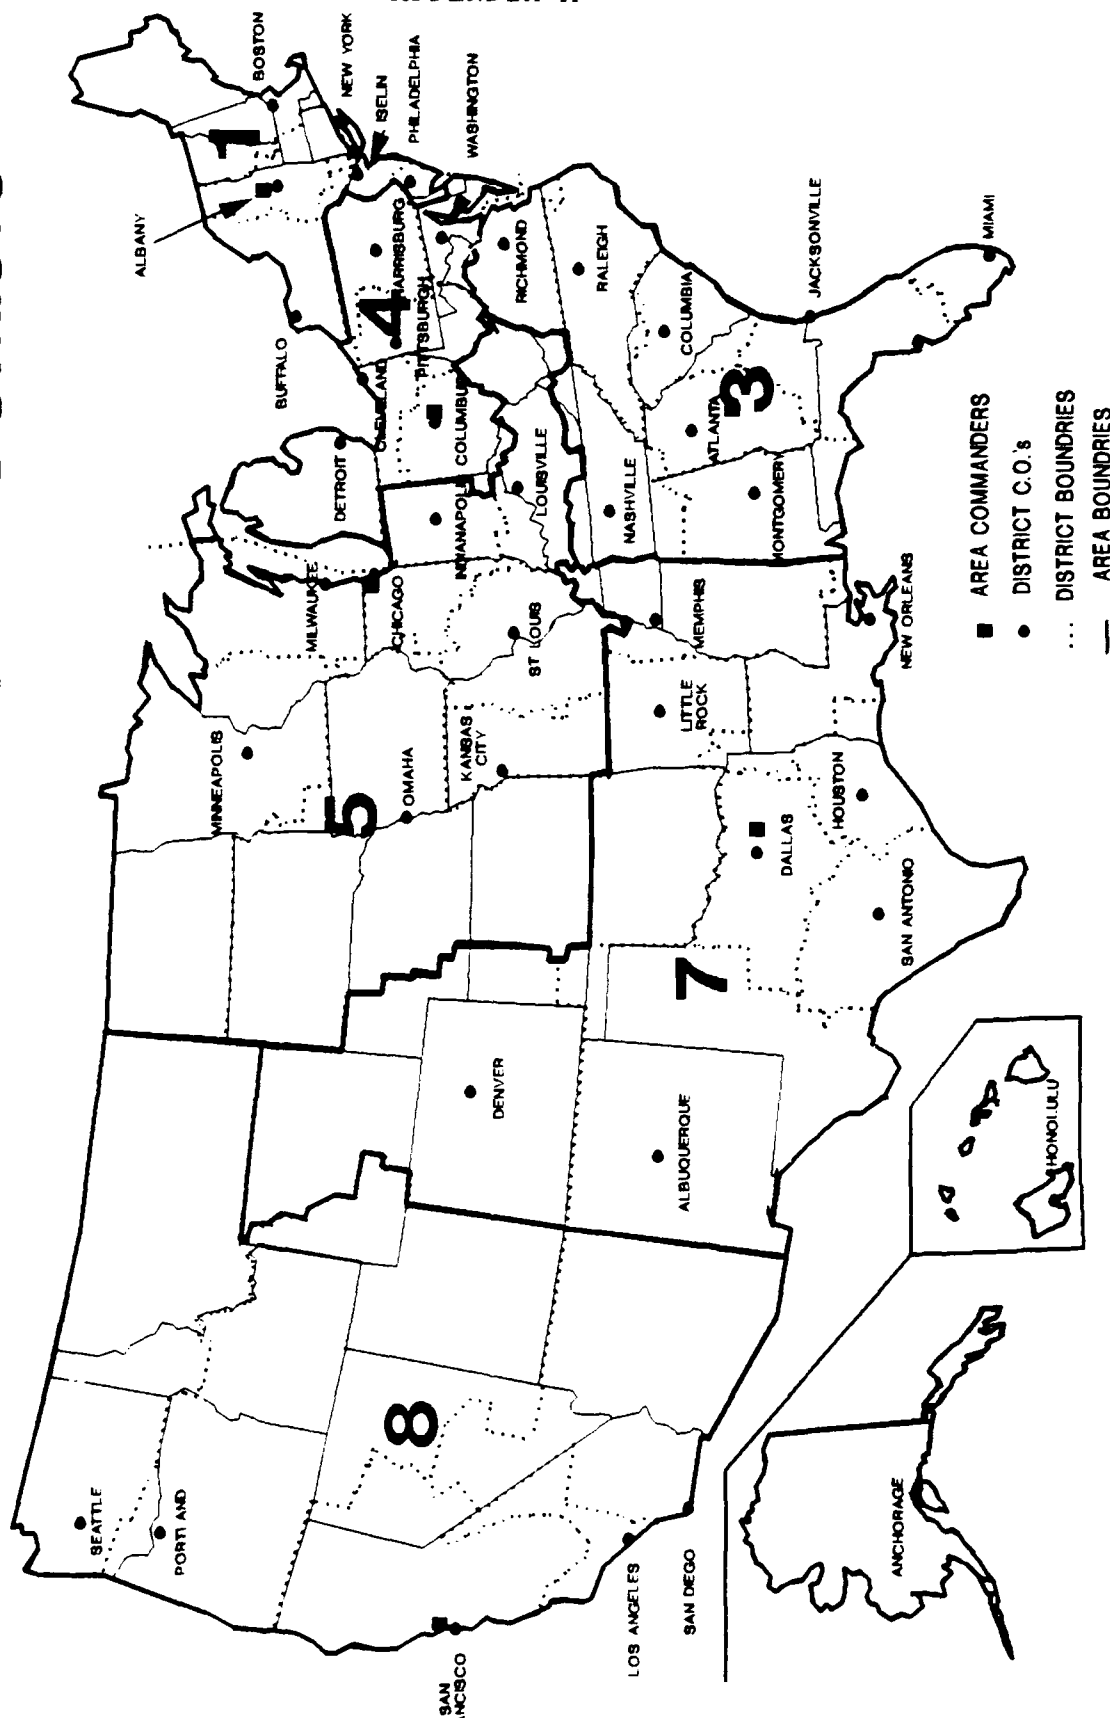 BOSTON
NEW YORK
ISELIN
PHILADELPHIA
WASHINGTON
ALBANY
1
BUFFALO
HARRISBURG
4
PITTSBURGH
CLEVELAND
COLUMBUS
RICHMOND
RALEIGH
COLUMBIA
JACKSONVILLE
MIAMI
3
ATLANTA
DETROIT
LOUISVILLE
NASHVILLE
MONTGOMERY
INDIANAPOL
MILWAUKEE
CHICAGO
ST LOUIS
MEMPHIS
NEW ORLEANS
MINNEAPOLIS
5
OMAHA
KANSAS
CITY
LITTLE
ROCK
DALLAS
HOUSTON
SAN ANTONIO
7
DENVER
ALBUQUERQUE
HONOLULU
8
SEATTLE
PORTLAND
SAN
NCISCO
LOS ANGELES
SAN DIEGO
ANCHORAGE
AREA COMMANDERS
DISTRICT C.O.'s
DISTRICT BOUNDRIES
AREA BOUNDRIES